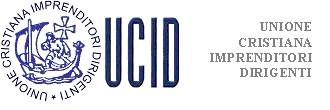 UNIONE CRISTIANA IMPRENDITORI DIRIGENTI
UCID
UNIONE
CRISTIANA
IMPRENDITORI
DIRIGENTI